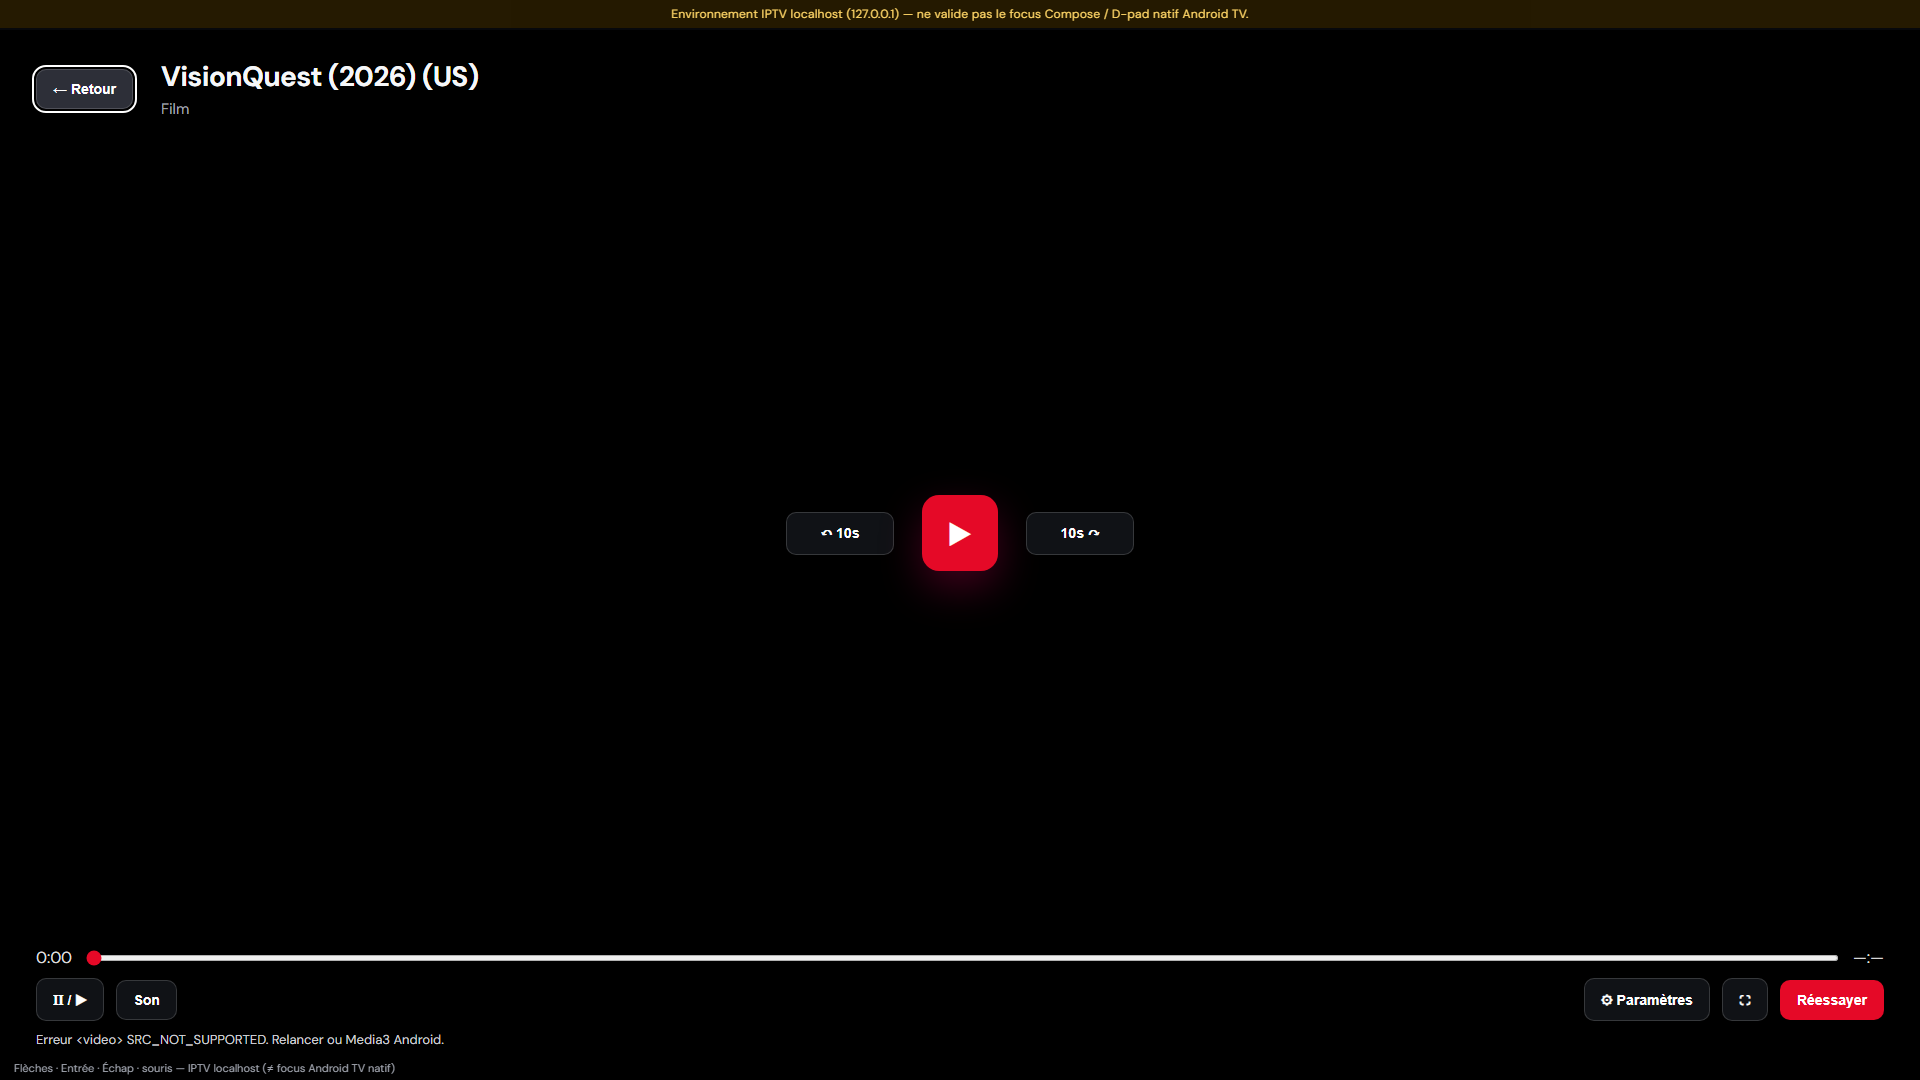 Environnement IPTV localhost (127.0.0.1) — ne valide pas le focus Compose / D-pad natif Android TV.
← Retour
VisionQuest (2026) (US)
Film
↶ 10s
▶
10s ↷
0:00
—:—
⏸ / ▶
Son
⚙ Paramètres
⛶
Réessayer
Erreur <video> SRC_NOT_SUPPORTED. Relancer ou Media3 Android.
Flèches · Entrée · Échap · souris — IPTV localhost (≠ focus Android TV natif)